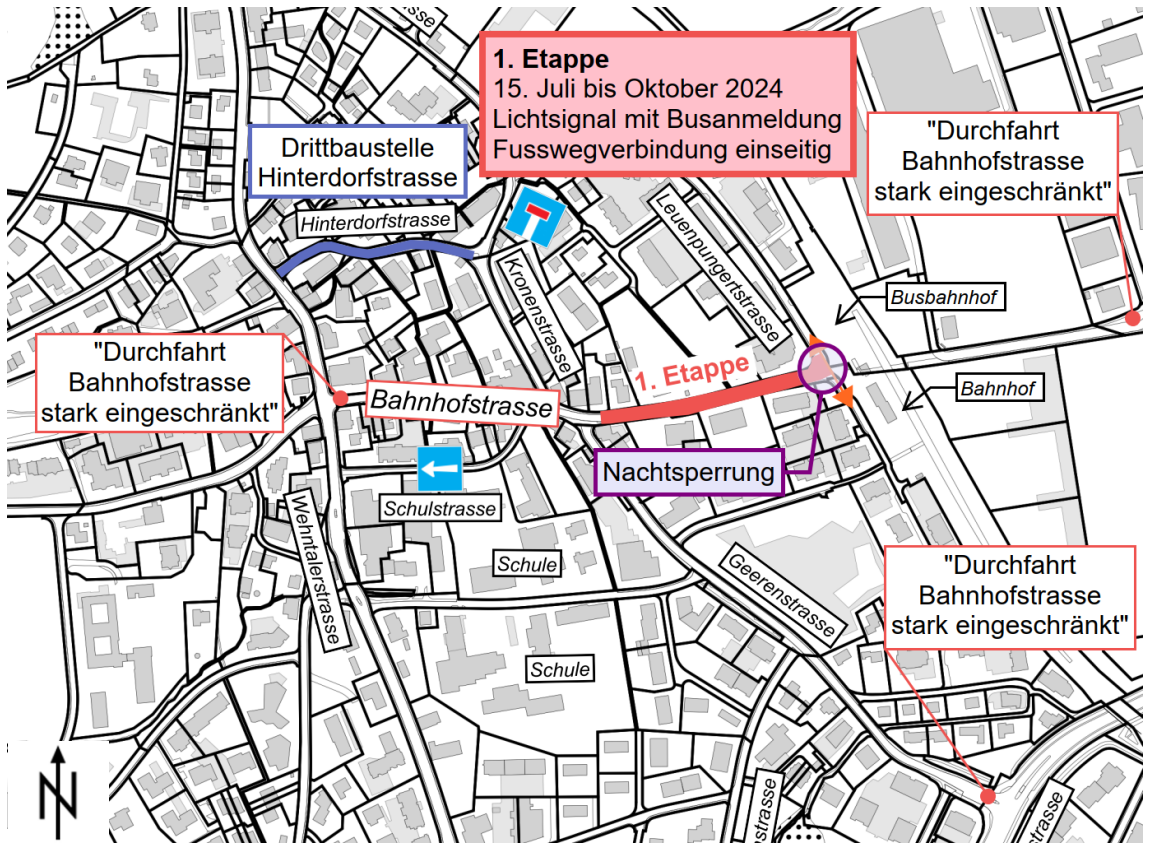 1. Etappe
15. Juli bis Oktober 2024
Lichtsignal mit Busanmeldung
Fusswegverbindung einseitig
"Durchfahrt
Bahnhofstrasse
stark eingeschränkt"
Drittbaustelle
Hinterdorfstrasse
Hinterdorfstrasse
Leuenpungertstrasse
Kronenstrasse
Busbahnhof
"Durchfahrt
Bahnhofstrasse
stark eingeschränkt"
1. Etappe
Bahnhofstrasse
Bahnhof
Nachtsperrung
Schulstrasse
Wehntalerstrasse
Schule
Geerenstrasse
"Durchfahrt
Bahnhofstrasse
stark eingeschränkt"
Schule
N